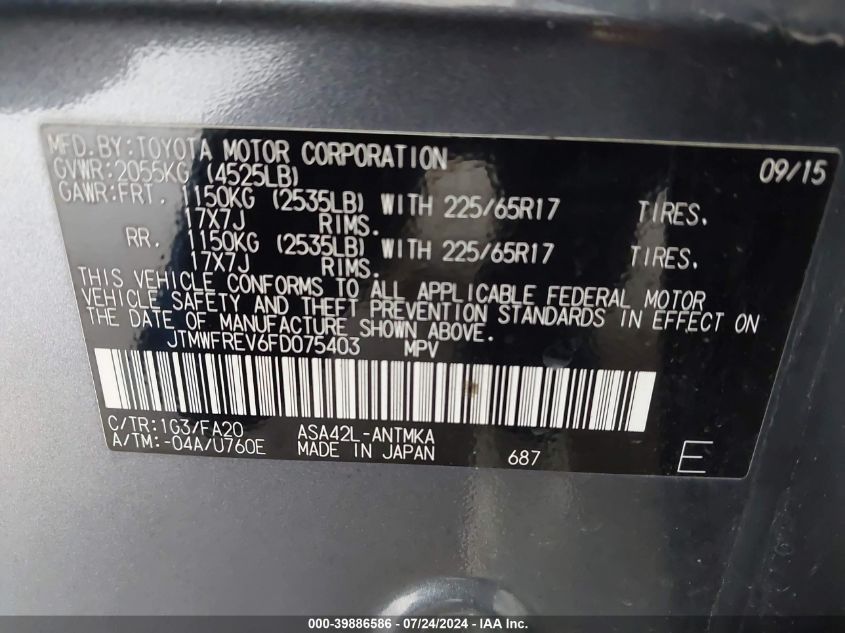 MFD.BY:TOYOTA MOTOR CORPORATION 09/15
GVWR:2055KG (4525LB)
GAWR:FRT. 1150KG (2535LB) WITH 225/65R17 TIRES.
17X7J RIMS.
RR. 1150KG (2535LB) WITH 225/65R17 TIRES.
17X7J RIMS.
THIS VEHICLE CONFORMS TO ALL APPLICABLE FEDERAL MOTOR
VEHICLE SAFETY AND THEFT PREVENTION STANDARDS IN EFFECT ON
THE DATE OF MANUFACTURE SHOWN ABOVE.
JTMWFREV6FD075403 MPV
C/TR:1G3/FA20 ASA42L-ANTMKA
A/TM:-04A/U760E MADE IN JAPAN 687 E
000-39886586 / 07/24/2024 / IAA Inc.